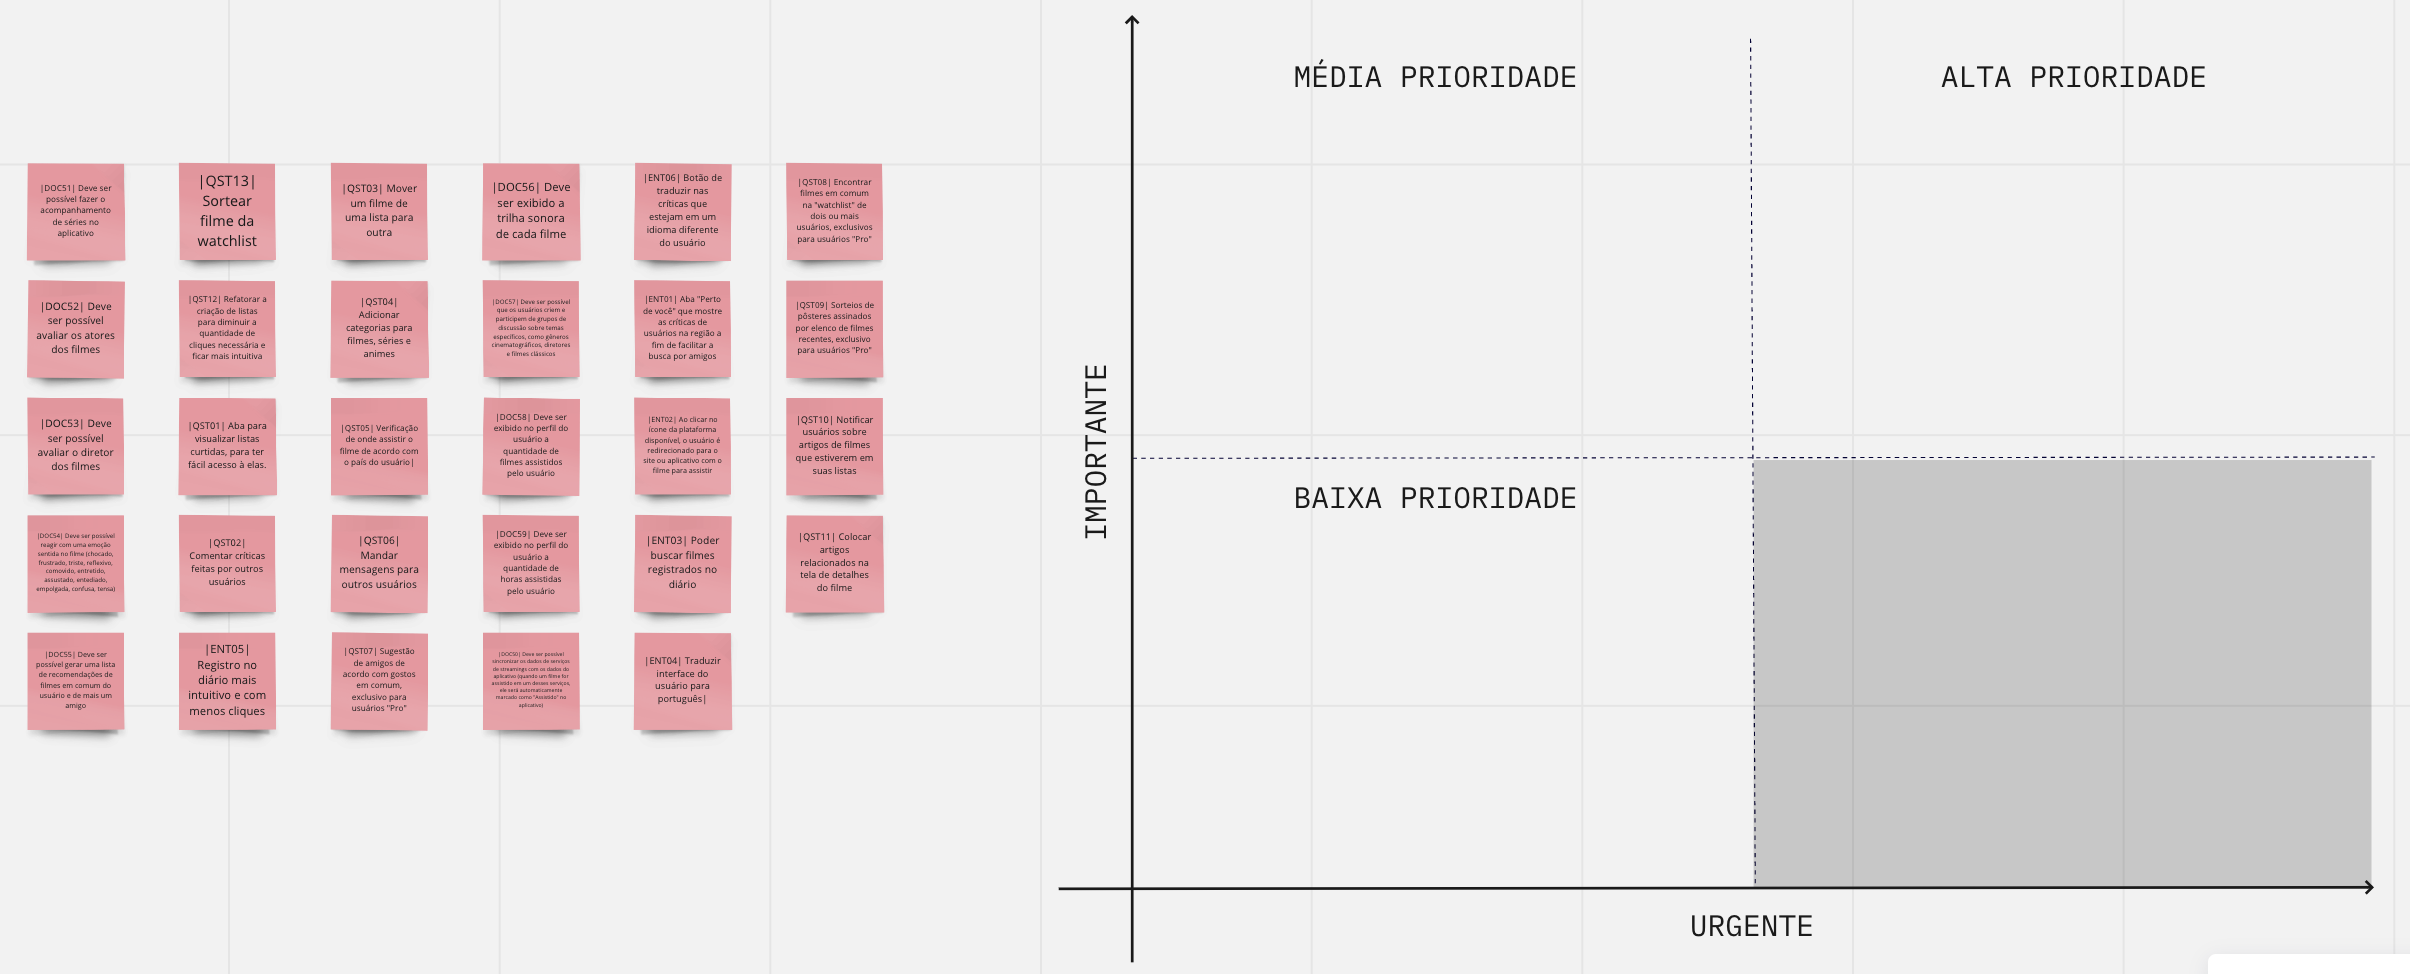 |DOC51| Deve ser
possível fazer o
acompanhamento
de séries no
aplicativo
|QST13|
Sortear
filme da
watchlist
|QST03| Mover
um filme de
uma lista para
outra
|DOC56| Deve
ser exibido a
trilha sonora
de cada filme
|ENT06| Botão de
traduzir nas
críticas que
estejam em um
idioma diferente
do usuário
|QST08| Encontrar
filmes em comum
na "watchlist" de
dois ou mais
usuários, exclusivos
para usuários "Pro"
|DOC52| Deve
ser possível
avaliar os atores
dos filmes
|QST12| Refatorar a
criação de listas
para diminuir a
quantidade de
cliques necessária e
ficar mais intuitiva
|QST04|
Adicionar
categorias para
filmes, séries e
animes
|DOC57| Deve ser possível
que os usuários criem e
participem de grupos de
discussão sobre temas
específicos, como gêneros
cinematográficos, diretores
e filmes clássicos
|ENT01| Aba "Perto
de você" que mostre
as críticas de
usuários na região a
fim de facilitar a
busca por amigos
|QST09| Sorteios de
pôsteres assinados
por elenco de filmes
recentes, exclusivo
para usuários "Pro"
|DOC53| Deve
ser possível
avaliar o diretor
dos filmes
|QST01| Aba para
visualizar listas
curtidas, para ter
fácil acesso à elas.
|QST05| Verificação
de onde assistir o
filme de acordo com
o país do usuário|
|DOC58| Deve ser
exibido no perfil do
usuário a
quantidade de
filmes assistidos
pelo usuário
|ENT02| Ao clicar no
ícone da plataforma
disponível, o usuário é
redirecionado para o
site ou aplicativo com o
filme para assistir
|QST10| Notificar
usuários sobre
artigos de filmes
que estiverem em
suas listas
|DOC54| Deve ser possível
reagir com uma emoção
sentida no filme (chocado,
frustrado, triste, reflexivo,
comovido, entretido,
assustado, entediado,
empolgada, confusa, tensa)
|QST02|
Comentar críticas
feitas por outros
usuários
|QST06|
Mandar
mensagens para
outros usuários
|DOC59| Deve ser
exibido no perfil do
usuário a
quantidade de
horas assistidas
pelo usuário
|ENT03| Poder
buscar filmes
registrados no
diário
|QST11| Colocar
artigos
relacionados na
tela de detalhes
do filme
|DOC55| Deve ser
possível gerar uma lista
de recomendações de
filmes em comum do
usuário e de mais um
amigo
|ENT05|
Registro no
diário mais
intuitivo e com
menos cliques
|QST07| Sugestão
de amigos de
acordo com gostos
em comum,
exclusivo para
usuários "Pro"
|DOC50| Deve ser possível
sincronizar os dados de serviços
de streamings com os dados do
aplicativo (quando um filme for
assistido em um desses serviços,
ele será automaticamente
marcado como "Assistido" no
aplicativo)
|ENT04| Traduzir
interface do
usuário para
português|
MÉDIA PRIORIDADE
ALTA PRIORIDADE
IMPORTANTE
BAIXA PRIORIDADE
URGENTE